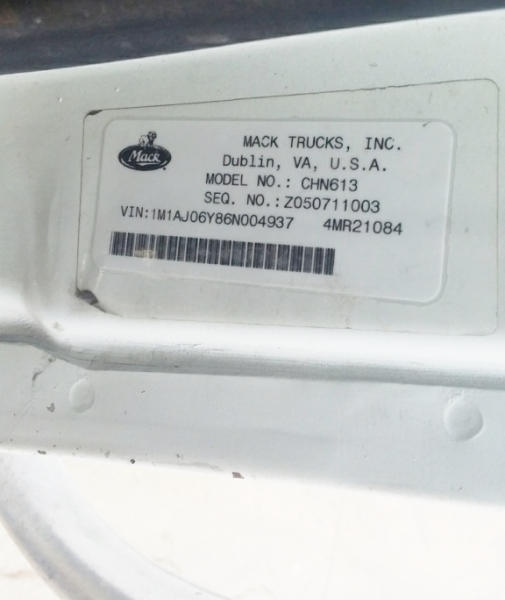 Mack
MACK TRUCKS, INC.
Dublin, VA, U.S.A.
MODEL NO.: CHN613
SEQ. NO.: Z050711003
VIN:1M1AJ06Y86N004937 4MR21084